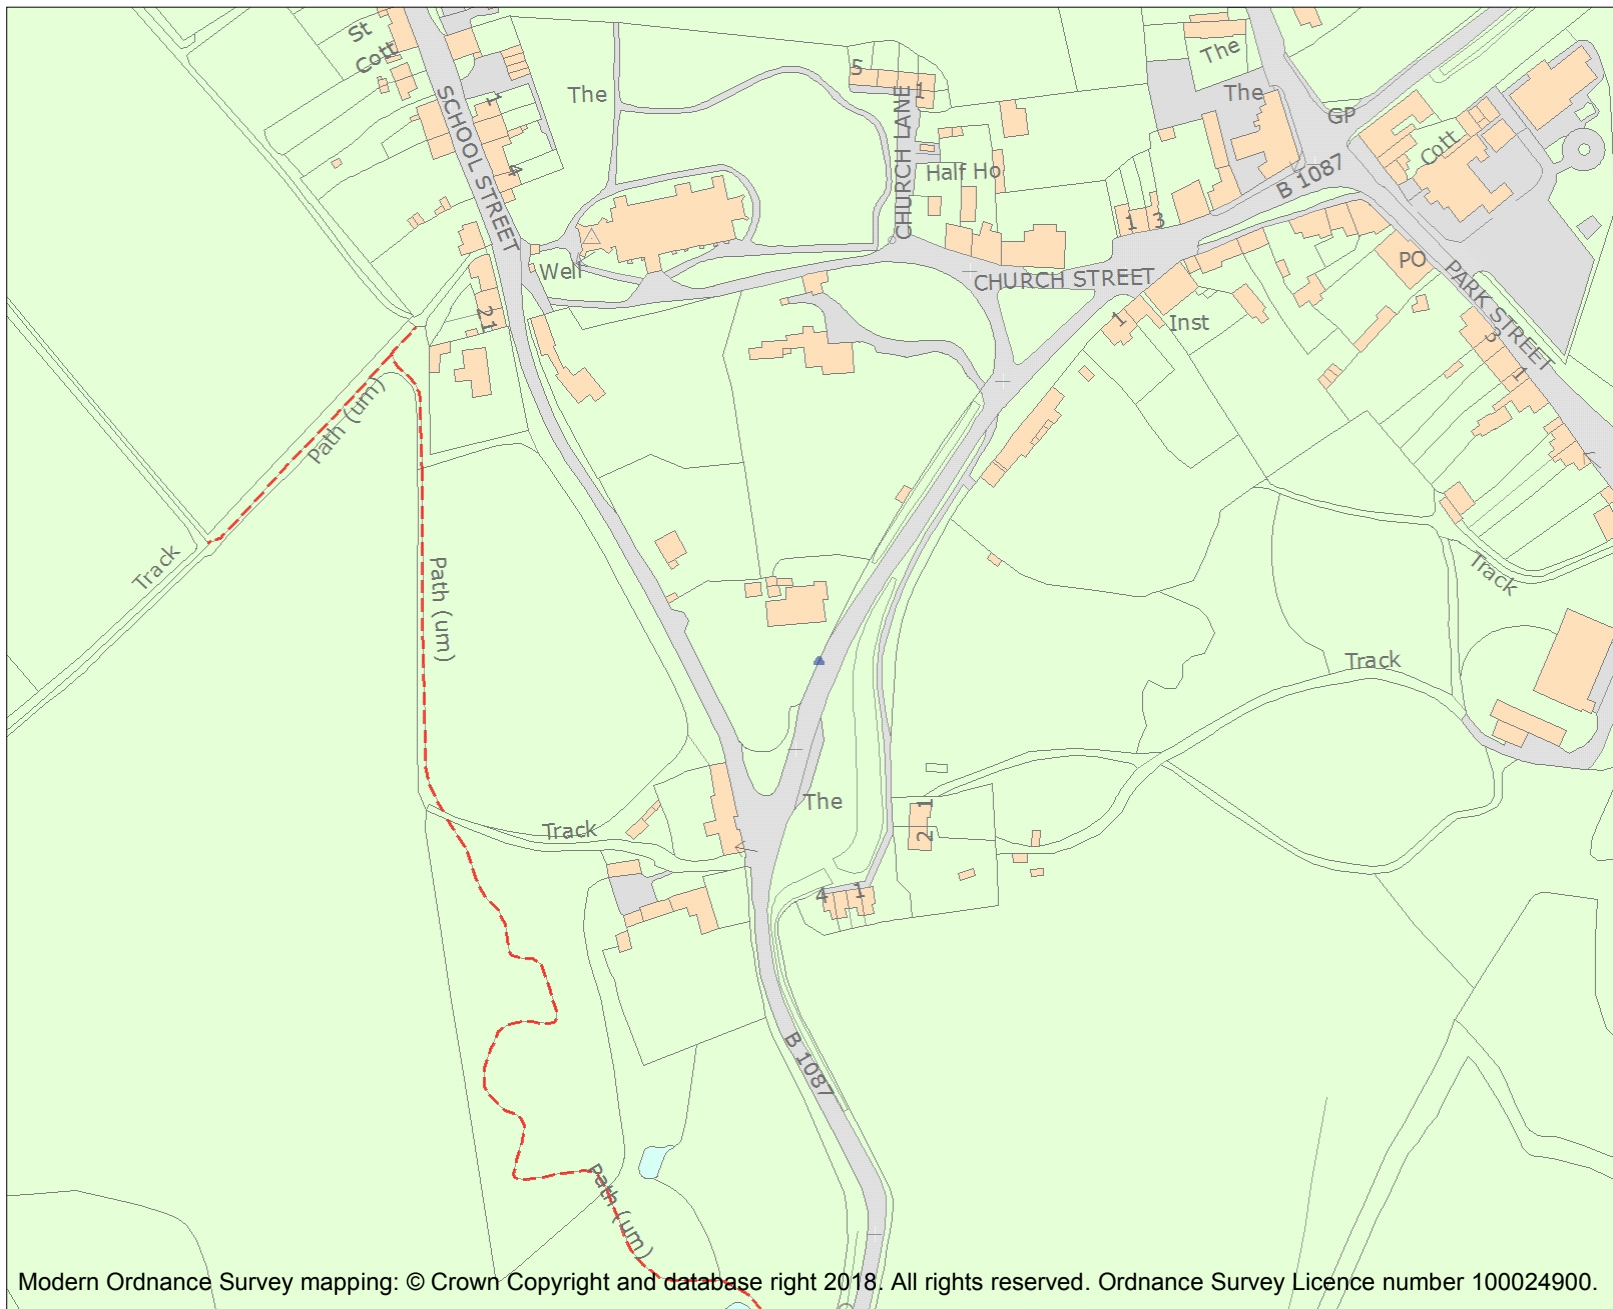 St
Cott
SCHOOL STREET
1
4
The
5
1
CHURCH LANE
Half Ho
The
The
GP
Cott
B 1087
1
3
Well
CHURCH STREET
PO
PARK STREET
21
1
Inst
3
1
Path (um)
Track
Path (um)
Track
Track
The
Track
1
2
4
1
B 1087
Path (um)
Modern Ordnance Survey mapping: © Crown Copyright and database right 2018. All rights reserved. Ordnance Survey Licence number 100024900.